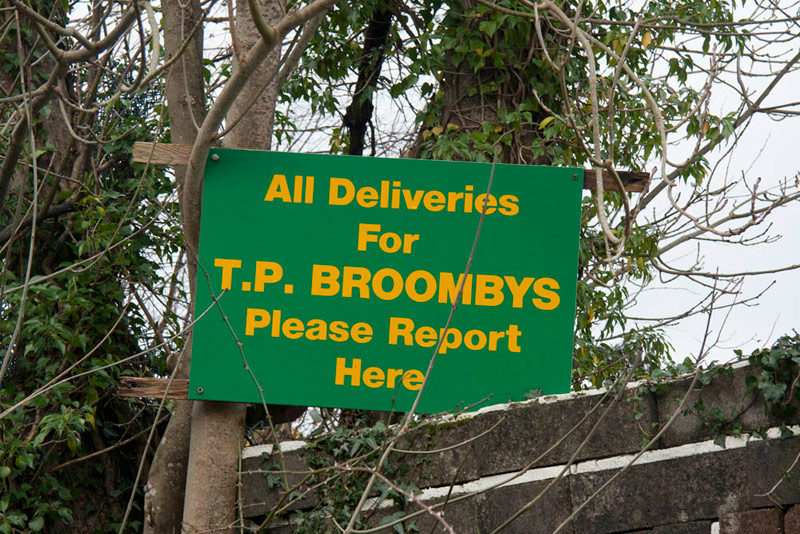 All Deliveries
For
T.P. BROOMBYS
Please Report
Here